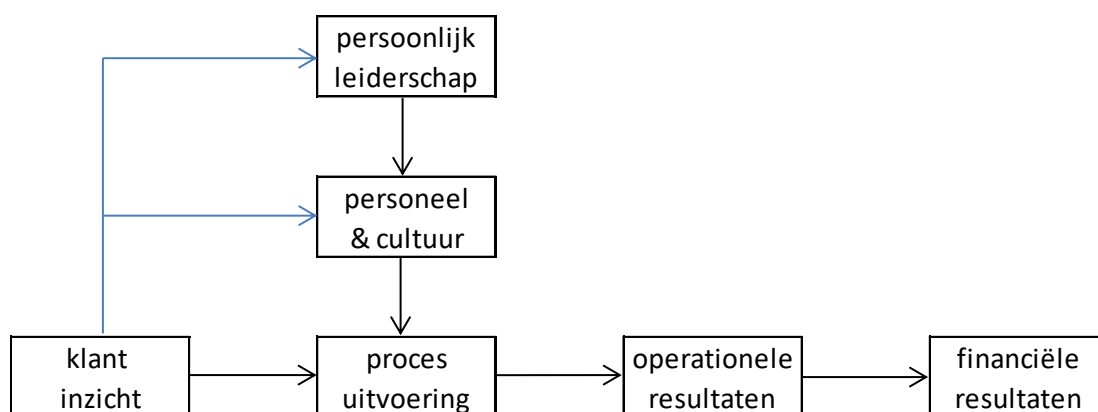 persoonlijk
leiderschap
personeel
& cultuur
klant
inzicht
proces
uitvoering
operationele
resultaten
financiële
resultaten